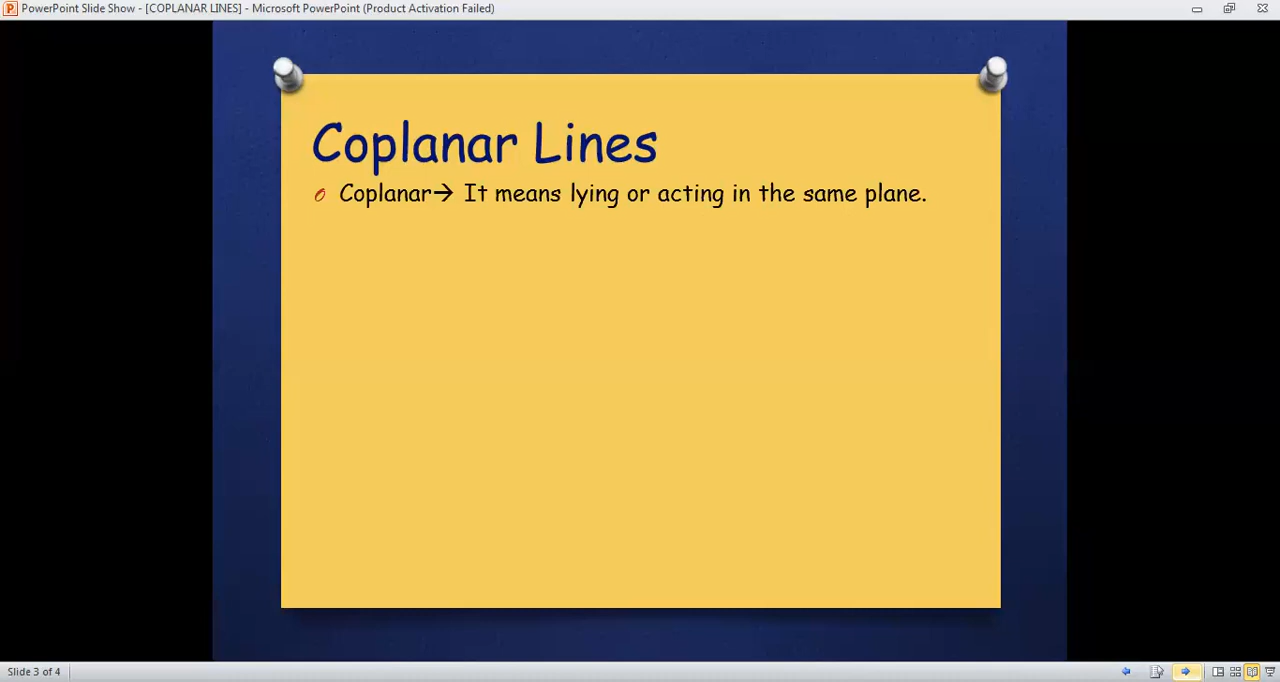 PowerPoint Slide Show - [COPLANAR LINES] - Microsoft PowerPoint (Product Activation Failed)
Coplanar Lines
Coplanar→ It means lying or acting in the same plane.
Slide 3 of 4